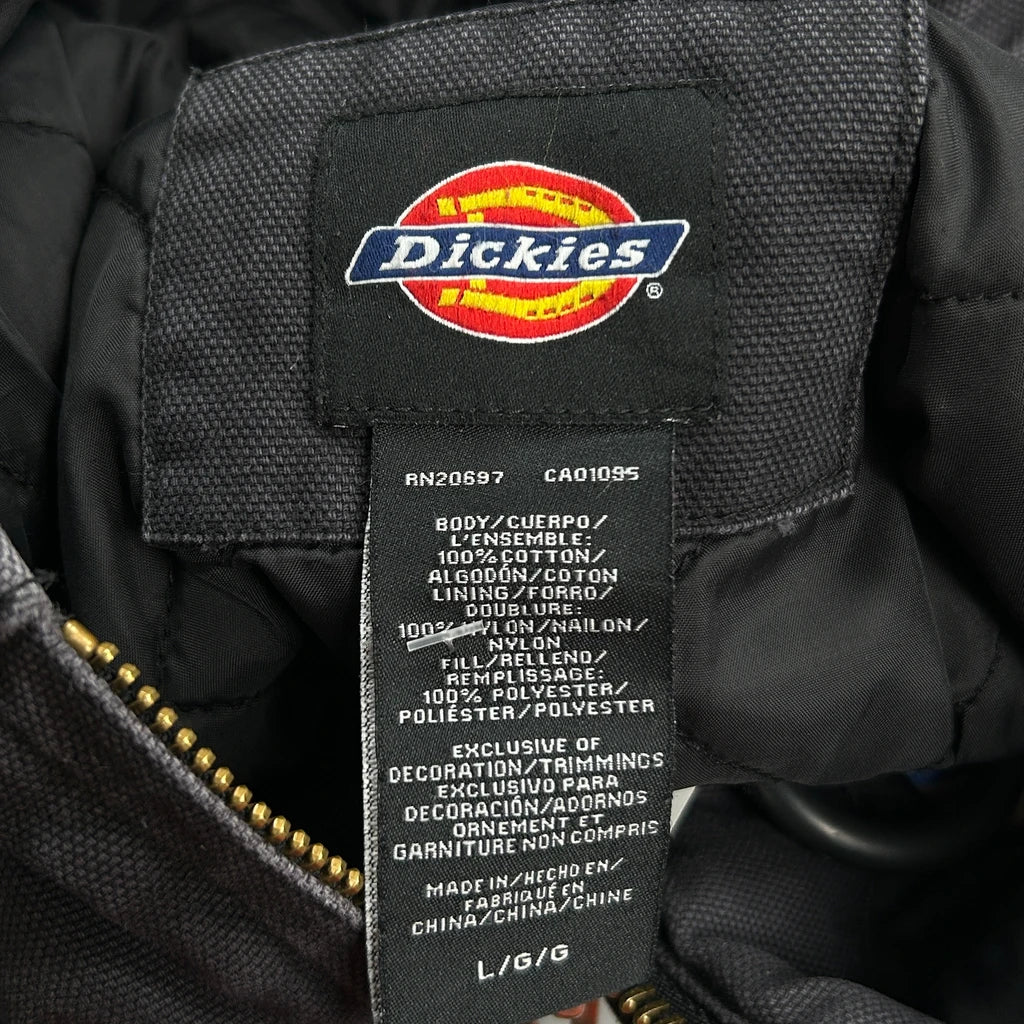 Dickies
®
RN20697 CA01095
BODY/CUERPO/
L'ENSEMBLE:
100% COTTON/
ALGODÓN/COTON
LINING/FORRO/
DOUBLURE:
100% NYLON/NAILON/
NYLON
FILL/RELLENO/
REMPLISSAGE:
100% POLYESTER/
POLIÉSTER/POLYESTER
EXCLUSIVE OF
DECORATION/TRIMMINGS
EXCLUSIVO PARA
DECORACIÓN/ADORNOS
ORNEMENT ET
GARNITURE NON COMPRIS
MADE IN/HECHO EN/
FABRIQUÉ EN
CHINA/CHINA/CHINE
L/G/G